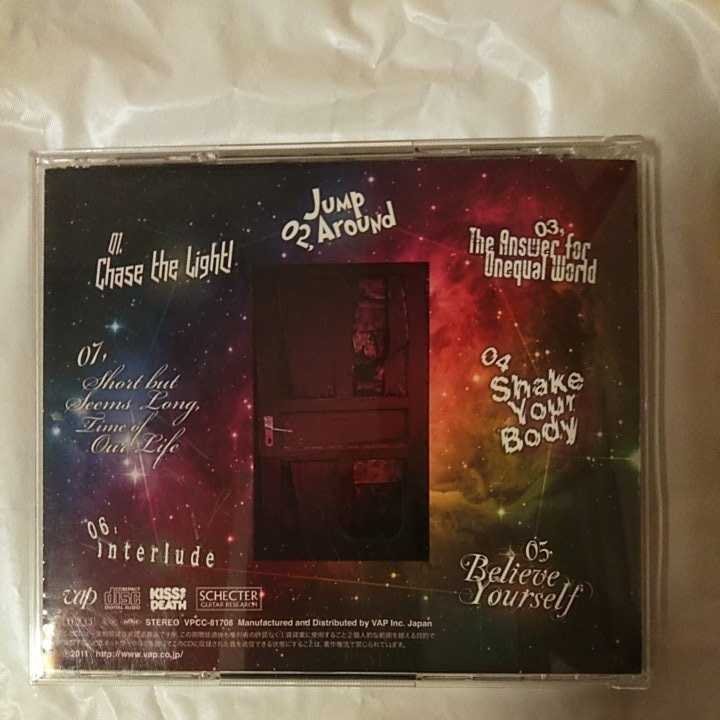 01.
Chase the Light!
Jump
02, Around
03,
The Answer for
Unequal World
04
Shake
Your
Body
05.
Believe
Yourself
06,
interlude
07,
Short but
Seems Long,
Time of
Our Life
vap
COMPACT
disc
DIGITAL AUDIO
KISS OF
DEATH
SCHECTER
GUITAR RESEARCH
STEREO VPCC-81708 Manufactured and Distributed by VAP Inc. Japan
Ⓟ2011 http://www.vap.co.jp/